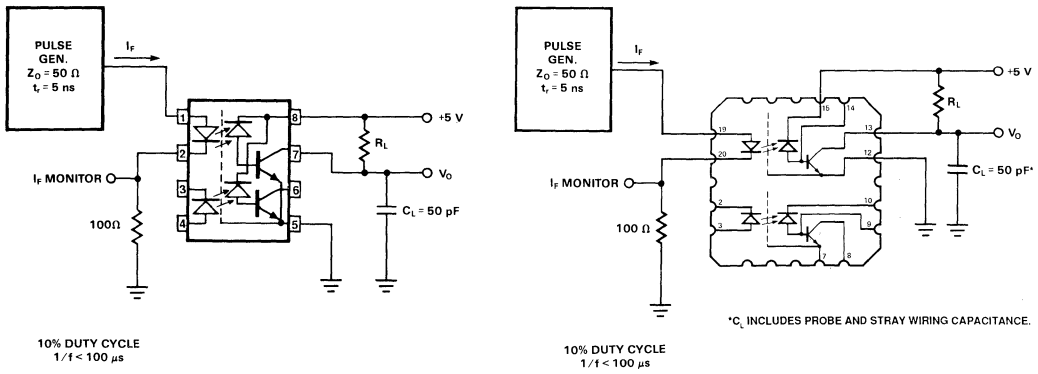 PULSE
GEN.
Z_O = 50 Ω
t_r = 5 ns
I_F
1
2
3
4
8
7
6
5
+5 V
R_L
V_O
I_F MONITOR
100Ω
C_L = 50 pF
10% DUTY CYCLE
1/f < 100 μs
PULSE
GEN.
Z_O = 50 Ω
t_r = 5 ns
I_F
15
14
+5 V
R_L
19
13
V_O
20
12
C_L = 50 pF*
I_F MONITOR
100 Ω
2
10
3
9
7
8
*C_L INCLUDES PROBE AND STRAY WIRING CAPACITANCE.
10% DUTY CYCLE
1/f < 100 μs